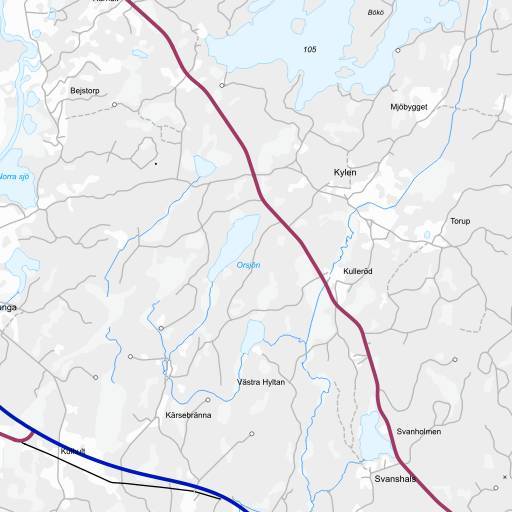 Bökö
105
Bejstorp
Mjöbygget
Kylen
Norra sjö
Torup
Orsjön
Kulleröd
Västra Hyltan
Kärsebränna
Svanholmen
Svanshals